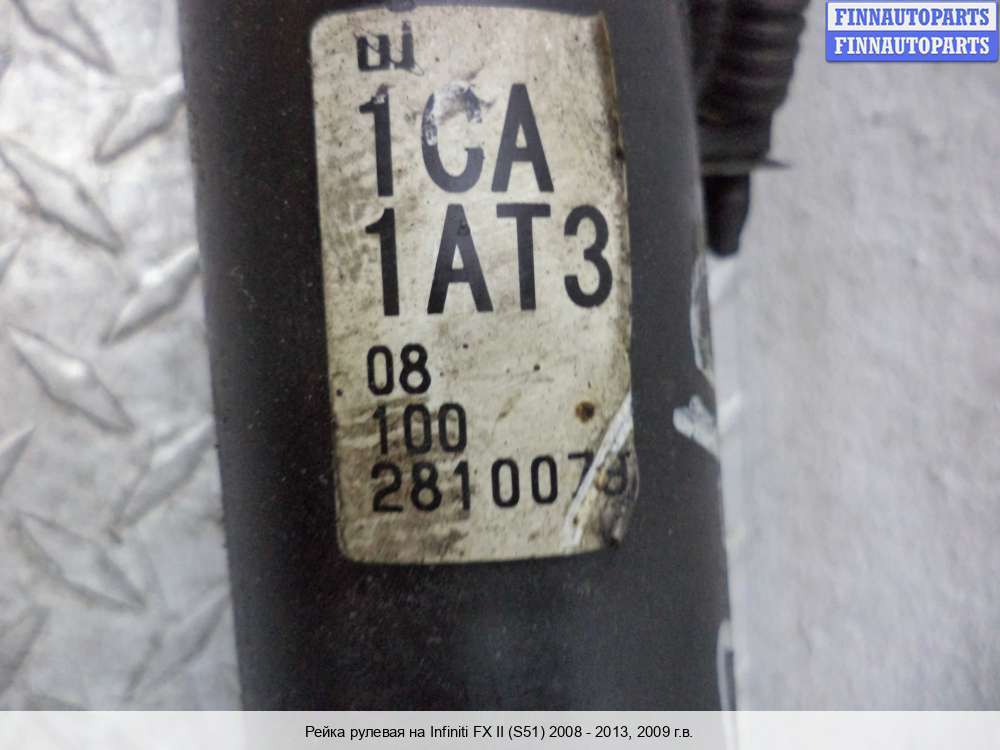 FINNAUTOPARTS
FINNAUTOPARTS
1CA
1AT3
08
100
Рейка рулевая на Infiniti FX II (S51) 2008 - 2013, 2009 г.в.